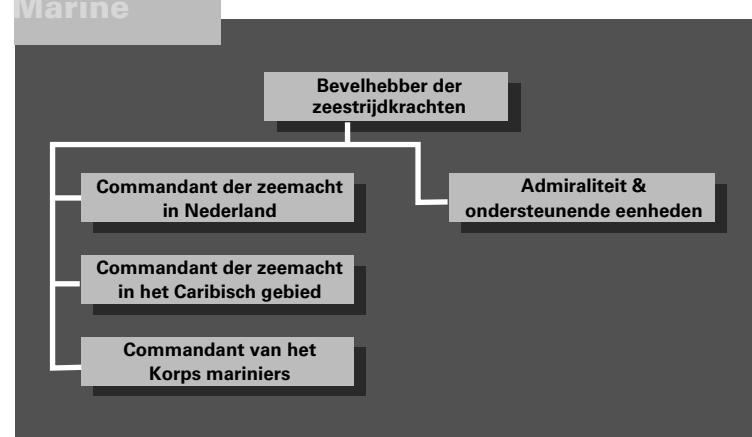 Marine
Bevelhebber der
zeestrijdkrachten
Commandant der zeemacht
in Nederland
Admiraliteit &
ondersteunende eenheden
Commandant der zeemacht
in het Caribisch gebied
Commandant van het
Korps mariniers